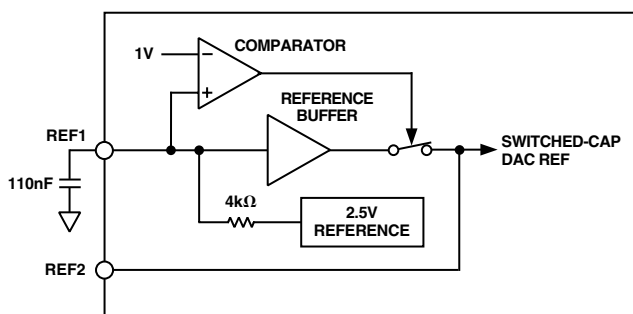 COMPARATOR
1V
−
+
REFERENCE
BUFFER
REF1
SWITCHED-CAP
DAC REF
110nF
4kΩ
2.5V
REFERENCE
REF2